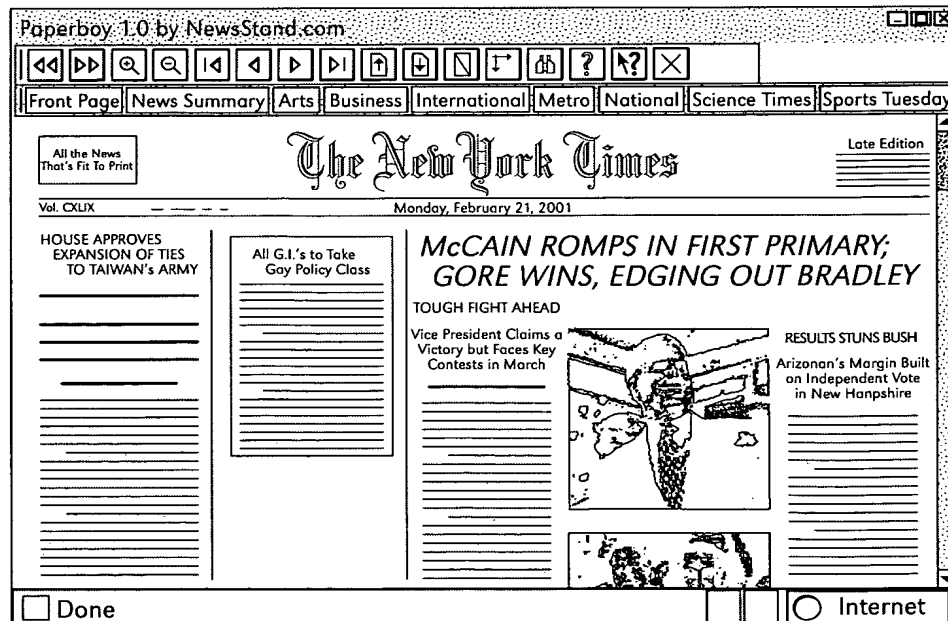 Paperboy 1.0 by NewsStand.com
? ?
Front Page News Summary Arts Business International Metro National Science Times Sports Tuesday
All the News
That's Fit To Print
The New York Times
Late Edition
Vol. CXLIX
Monday, February 21, 2001
HOUSE APPROVES
EXPANSION OF TIES
TO TAIWAN's ARMY
All G.I.'s to Take
Gay Policy Class
McCAIN ROMPS IN FIRST PRIMARY;
GORE WINS, EDGING OUT BRADLEY
TOUGH FIGHT AHEAD
Vice President Claims a
Victory but Faces Key
Contests in March
RESULTS STUNS BUSH
Arizonan's Margin Built
on Independent Vote
in New Hanpshire
Done
Internet